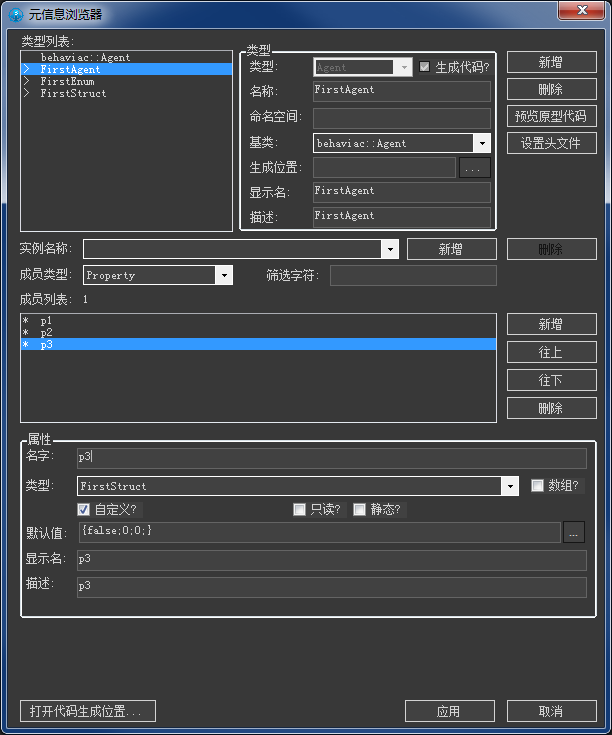 元信息浏览器
类型列表:
behaviac::Agent
> FirstAgent
> FirstEnum
> FirstStruct
类型
类型: Agent 生成代码?
名称: FirstAgent
命名空间:
基类: behaviac::Agent
生成位置: ...
显示名: FirstAgent
描述: FirstAgent
新增
删除
预览原型代码
设置头文件
实例名称: 新增 删除
成员类型: Property 筛选字符:
成员列表: 1
* p1
* p2
* p3
新增
往上
往下
删除
属性
名字: p3
类型: FirstStruct 数组?
自定义? 只读? 静态?
默认值: {false;0;0;} ...
显示名: p3
描述: p3
打开代码生成位置... 应用 取消